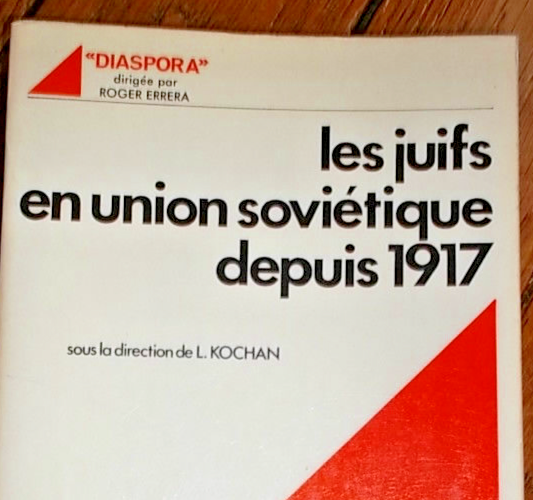 «DIASPORA»
dirigée par
ROGER ERRERA
les juifs
en union soviétique
depuis 1917
sous la direction de L. KOCHAN